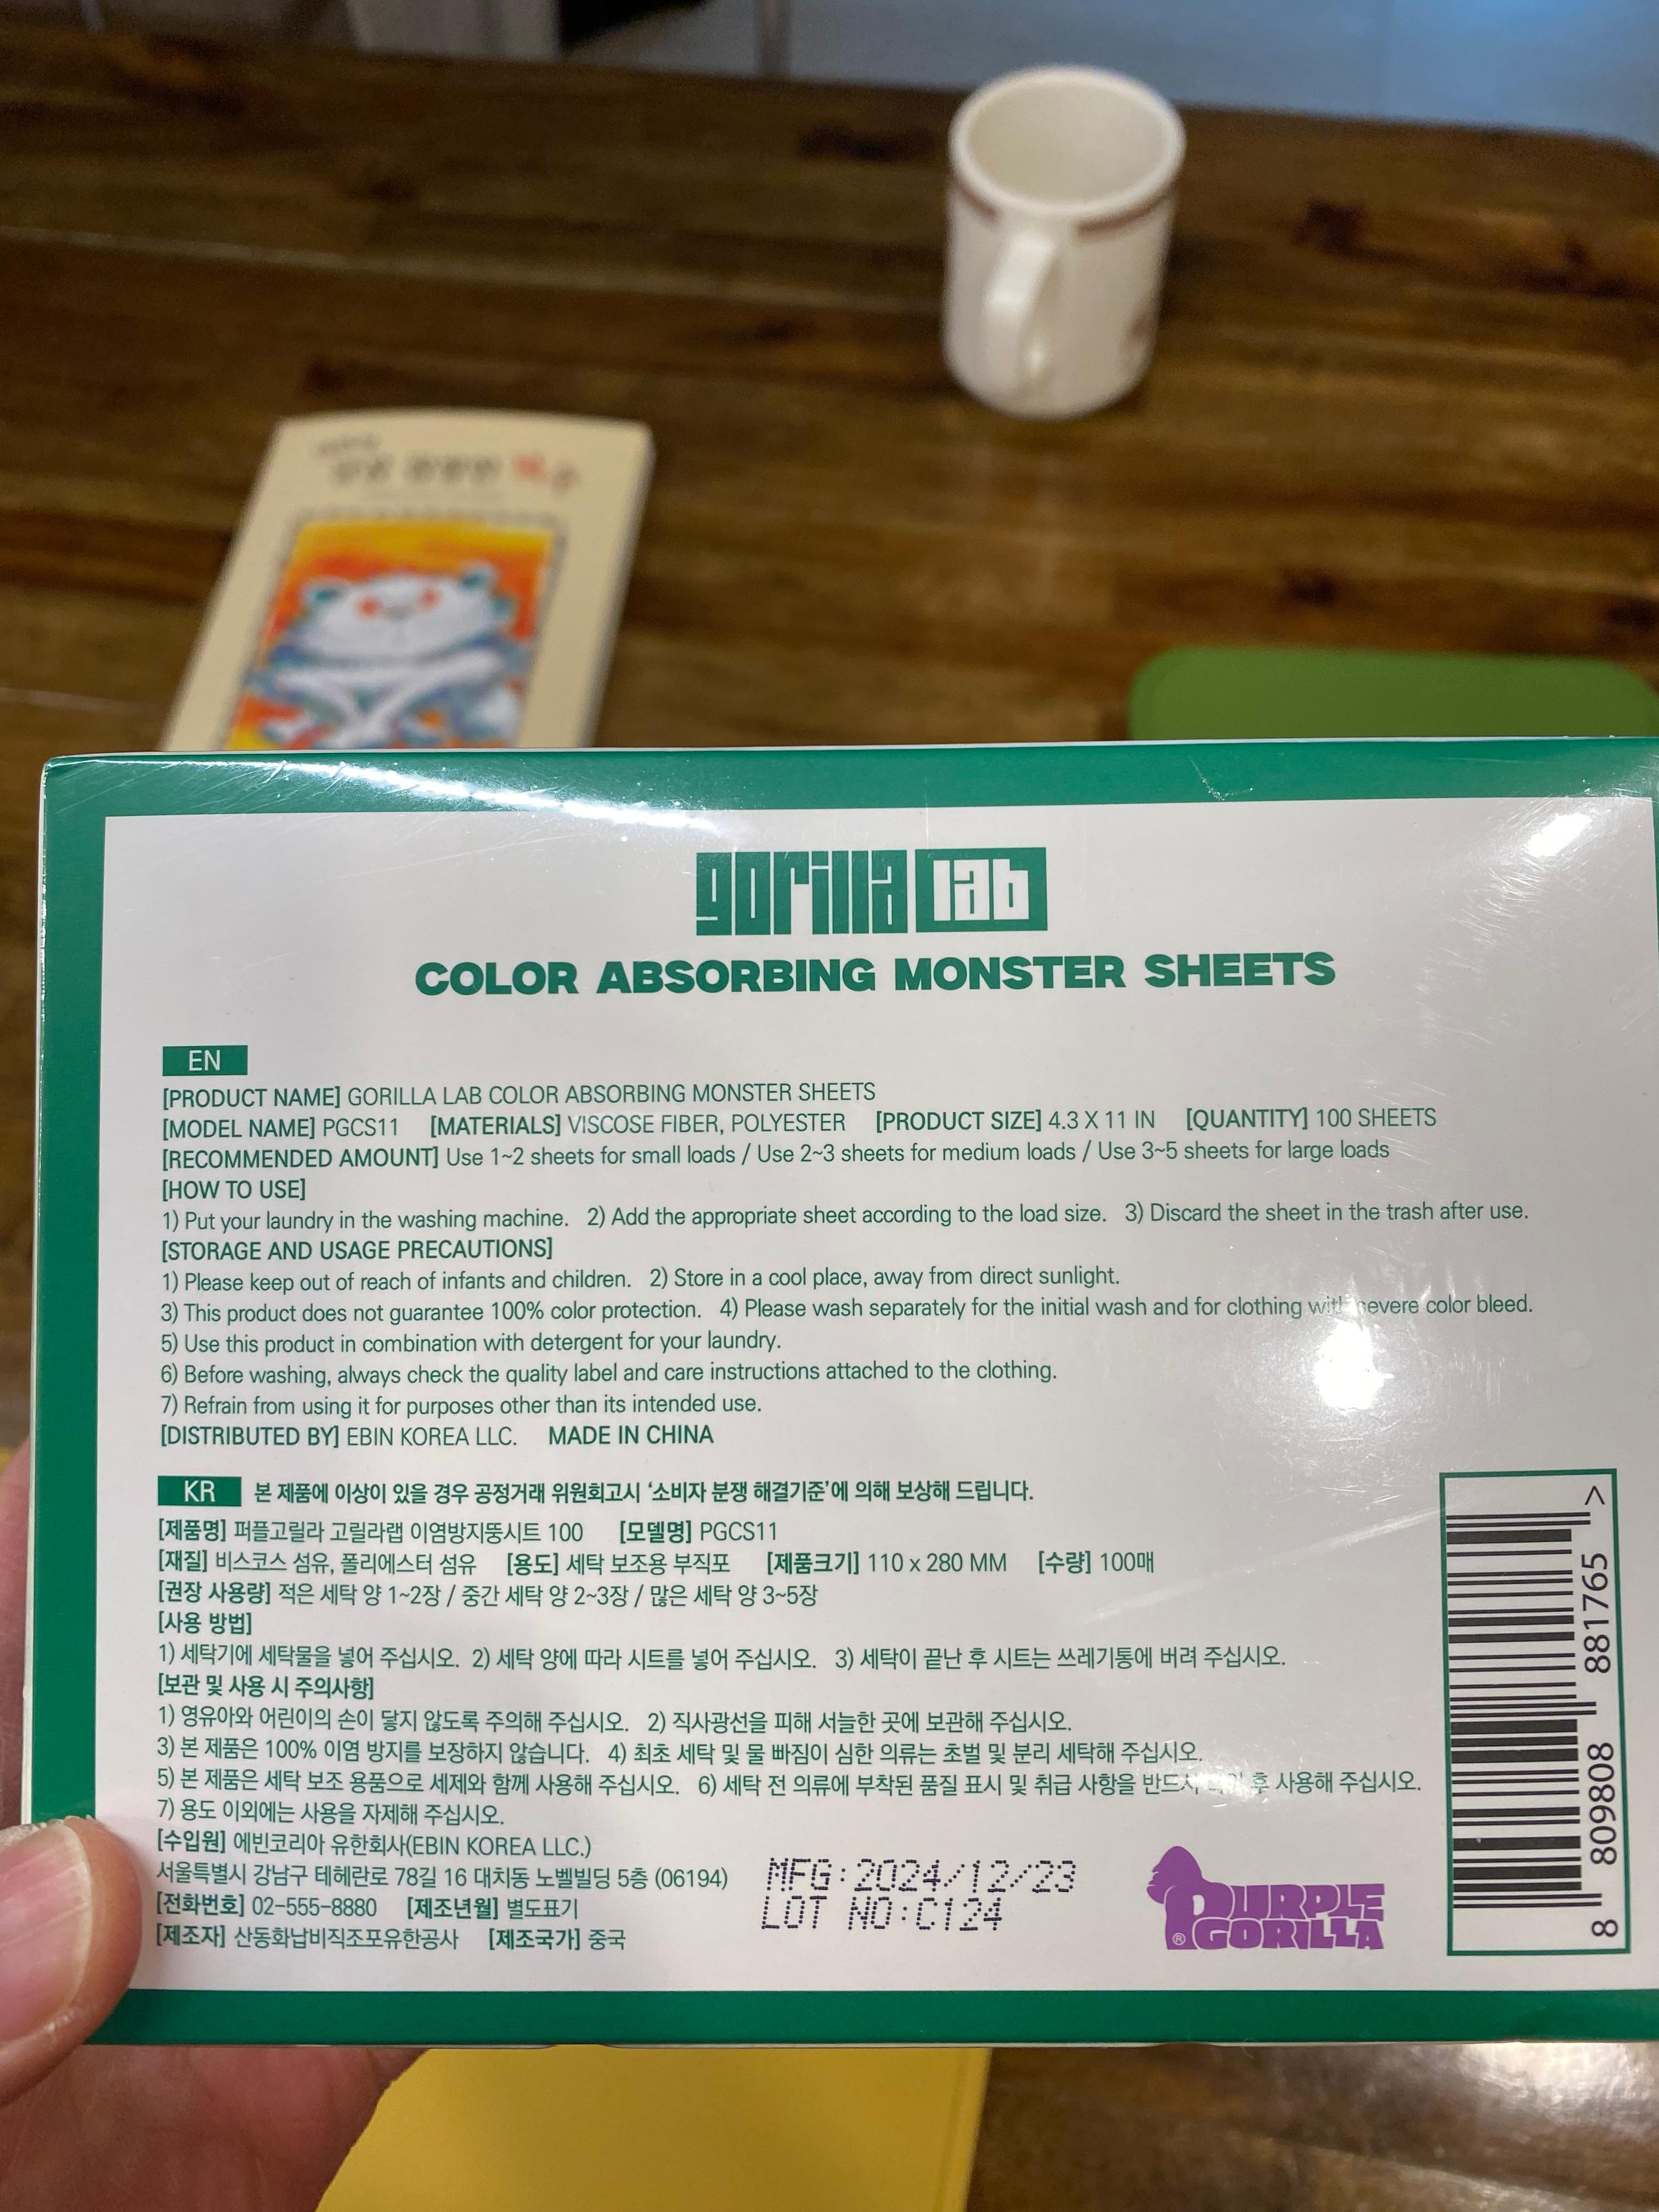 gorilla lab
COLOR ABSORBING MONSTER SHEETS
EN
[PRODUCT NAME] GORILLA LAB COLOR ABSORBING MONSTER SHEETS
[MODEL NAME] PGCS11 [MATERIALS] VISCOSE FIBER, POLYESTER [PRODUCT SIZE] 4.3 X 11 IN [QUANTITY] 100 SHEETS
[RECOMMENDED AMOUNT] Use 1~2 sheets for small loads / Use 2~3 sheets for medium loads / Use 3~5 sheets for large loads
[HOW TO USE]
1) Put your laundry in the washing machine. 2) Add the appropriate sheet according to the load size. 3) Discard the sheet in the trash after use.
[STORAGE AND USAGE PRECAUTIONS]
1) Please keep out of reach of infants and children. 2) Store in a cool place, away from direct sunlight.
3) This product does not guarantee 100% color protection. 4) Please wash separately for the initial wash and for clothing with severe color bleed.
5) Use this product in combination with detergent for your laundry.
6) Before washing, always check the quality label and care instructions attached to the clothing.
7) Refrain from using it for purposes other than its intended use.
[DISTRIBUTED BY] EBIN KOREA LLC. MADE IN CHINA
KR 본 제품에 이상이 있을 경우 공정거래 위원회고시 '소비자 분쟁 해결기준'에 의해 보상해 드립니다.
[제품명] 퍼플고릴라 고릴라랩 이염방지뚱시트 100 [모델명] PGCS11
[재질] 비스코스 섬유, 폴리에스터 섬유 [용도] 세탁 보조용 부직포 [제품크기] 110 x 280 MM [수량] 100매
[권장 사용량] 적은 세탁 양 1~2장 / 중간 세탁 양 2~3장 / 많은 세탁 양 3~5장
[사용 방법]
1) 세탁기에 세탁물을 넣어 주십시오. 2) 세탁 양에 따라 시트를 넣어 주십시오. 3) 세탁이 끝난 후 시트는 쓰레기통에 버려 주십시오.
[보관 및 사용 시 주의사항]
1) 영유아와 어린이의 손이 닿지 않도록 주의해 주십시오. 2) 직사광선을 피해 서늘한 곳에 보관해 주십시오.
3) 본 제품은 100% 이염 방지를 보장하지 않습니다. 4) 최초 세탁 및 물 빠짐이 심한 의류는 초벌 및 분리 세탁해 주십시오.
5) 본 제품은 세탁 보조 용품으로 세제와 함께 사용해 주십시오. 6) 세탁 전 의류에 부착된 품질 표시 및 취급 사항을 반드시 후 사용해 주십시오.
7) 용도 이외에는 사용을 자제해 주십시오.
[수입원] 에빈코리아 유한회사(EBIN KOREA LLC.)
서울특별시 강남구 테헤란로 78길 16 대치동 노벨빌딩 5층 (06194)
[전화번호] 02-555-8880 [제조년월] 별도표기
[제조자] 산동화납비직조포유한공사 [제조국가] 중국
MFG:2024/12/23
LOT NO:C124
PURPLE
GORILLA ®
8 809808 881765 >